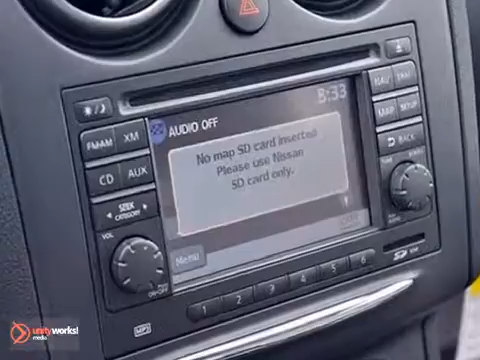 8:33
AUDIO OFF
No map SD card inserted
Please use Nissan
SD card only.
Menu
FM·AM XM
CD AUX
SEEK
CATEGORY
VOL
ON·OFF
NAV
MAP SETUP
BACK
1 2 3 4 5 6
MP3
SD
unityworks!
media